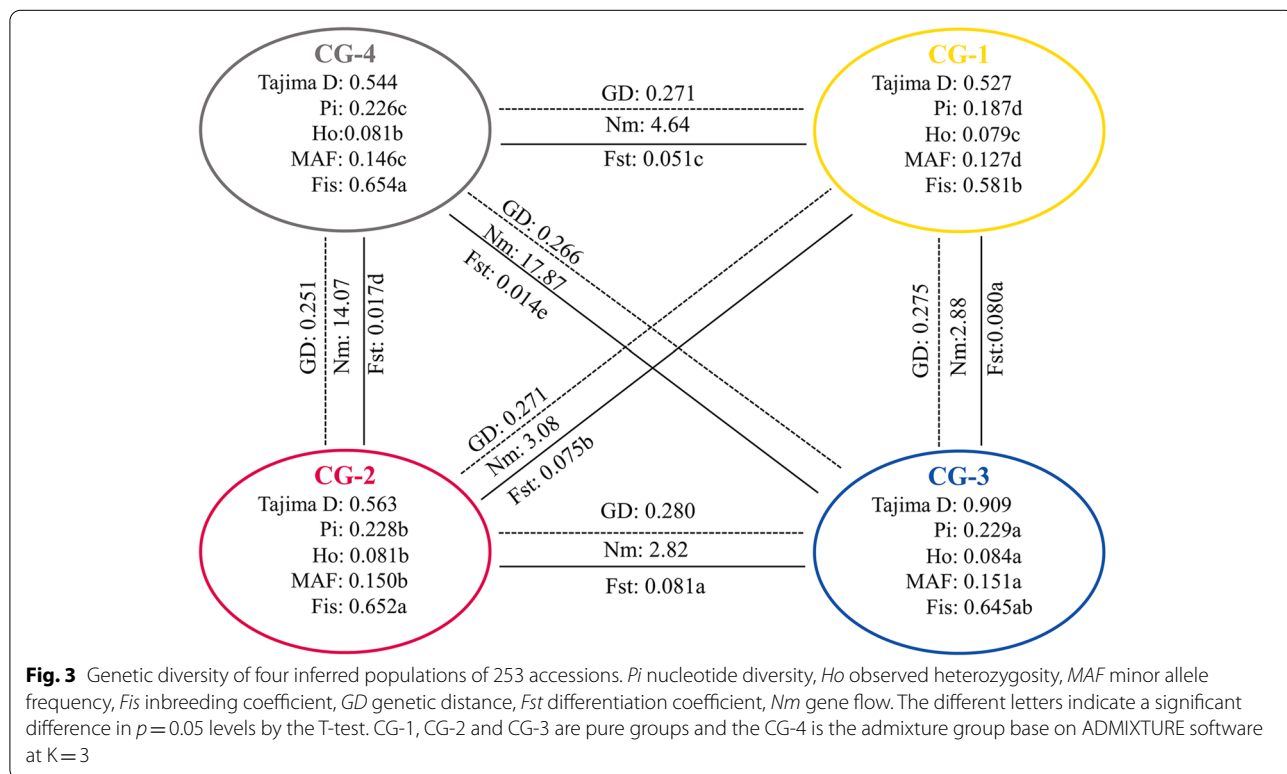 CG-4
Tajima D: 0.544
Pi: 0.226c
Ho:0.081b
MAF: 0.146c
Fis: 0.654a
GD: 0.271
Nm: 4.64
Fst: 0.051c
CG-1
Tajima D: 0.527
Pi: 0.187d
Ho: 0.079c
MAF: 0.127d
Fis: 0.581b
GD: 0.251
Nm: 14.07
Fst: 0.017d
GD: 0.266
Nm: 17.87
Fst: 0.014e
GD: 0.271
Nm: 3.08
Fst: 0.075b
GD: 0.275
Nm:2.88
Fst:0.080a
CG-2
Tajima D: 0.563
Pi: 0.228b
Ho: 0.081b
MAF: 0.150b
Fis: 0.652a
GD: 0.280
Nm: 2.82
Fst: 0.081a
CG-3
Tajima D: 0.909
Pi: 0.229a
Ho: 0.084a
MAF: 0.151a
Fis: 0.645ab
Fig. 3 Genetic diversity of four inferred populations of 253 accessions. Pi nucleotide diversity, Ho observed heterozygosity, MAF minor allele
frequency, Fis inbreeding coefficient, GD genetic distance, Fst differentiation coefficient, Nm gene flow. The different letters indicate a significant
difference in p = 0.05 levels by the T-test. CG-1, CG-2 and CG-3 are pure groups and the CG-4 is the admixture group base on ADMIXTURE software
at K = 3